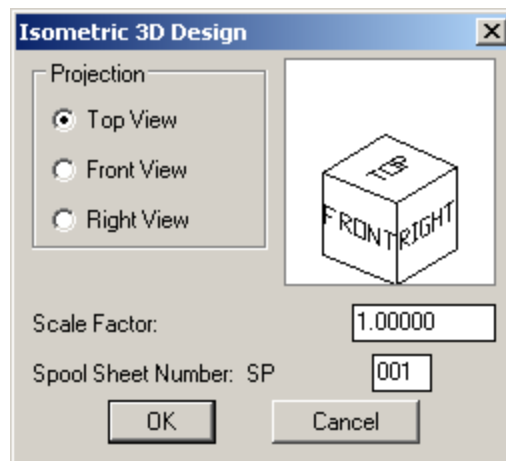 Isometric 3D Design
Projection
Top View
Front View
Right View
TOP
FRONT RIGHT
Scale Factor: 1.00000
Spool Sheet Number: SP 001
OK Cancel